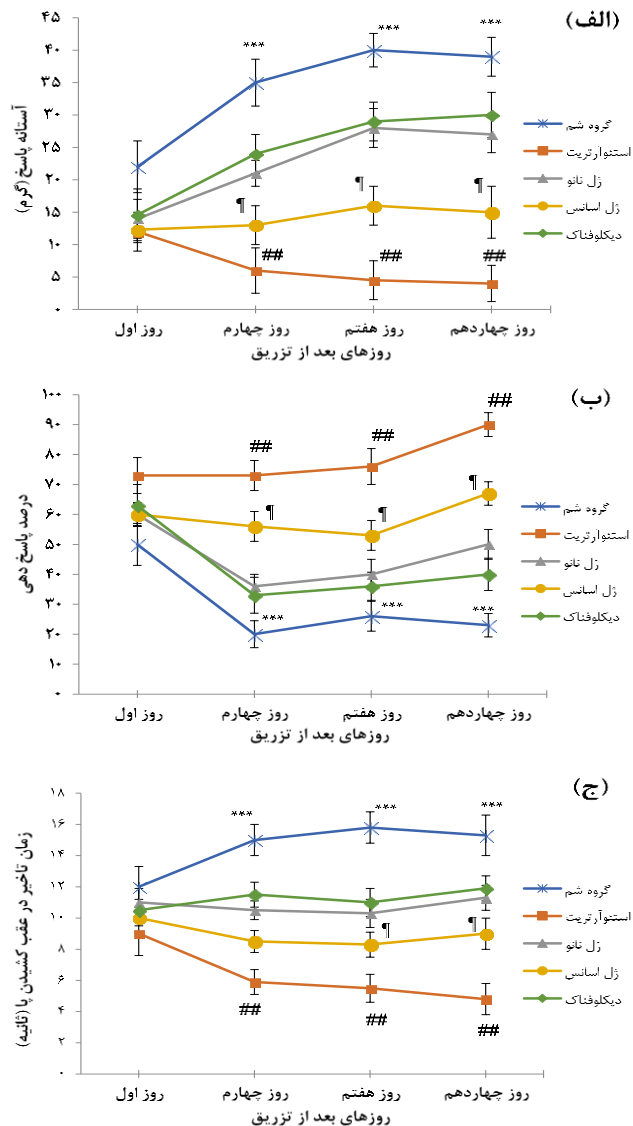 (الف)
آستانه پاسخ (گرم)
۴۵
۴۰
۳۵
۳۰
۲۵
۲۰
۱۵
۱۰
۵
۰
***
***
***
¶
¶
¶
##
##
##
گروه شم
استئوآرتریت
ژل نانو
ژل اسانس
دیکلوفناک
روز اول
روز چهارم
روز هفتم
روز چهاردهم
روزهای بعد از تزریق
(ب)
درصد پاسخ دهی
۱۰۰
۹۰
۸۰
۷۰
۶۰
۵۰
۴۰
۳۰
۲۰
۱۰
۰
##
##
##
¶
¶
¶
***
***
***
گروه شم
استئوآرتریت
ژل نانو
ژل اسانس
دیکلوفناک
روز اول
روز چهارم
روز هفتم
روز چهاردهم
روزهای بعد از تزریق
(ج)
زمان تاخیر در عقب کشیدن پا (ثانیه)
۱۸
۱۶
۱۴
۱۲
۱۰
۸
۶
۴
۲
۰
***
***
***
¶
¶
##
##
##
گروه شم
استئوآرتریت
ژل نانو
ژل اسانس
دیکلوفناک
روز اول
روز چهارم
روز هفتم
روز چهاردهم
روزهای بعد از تزریق